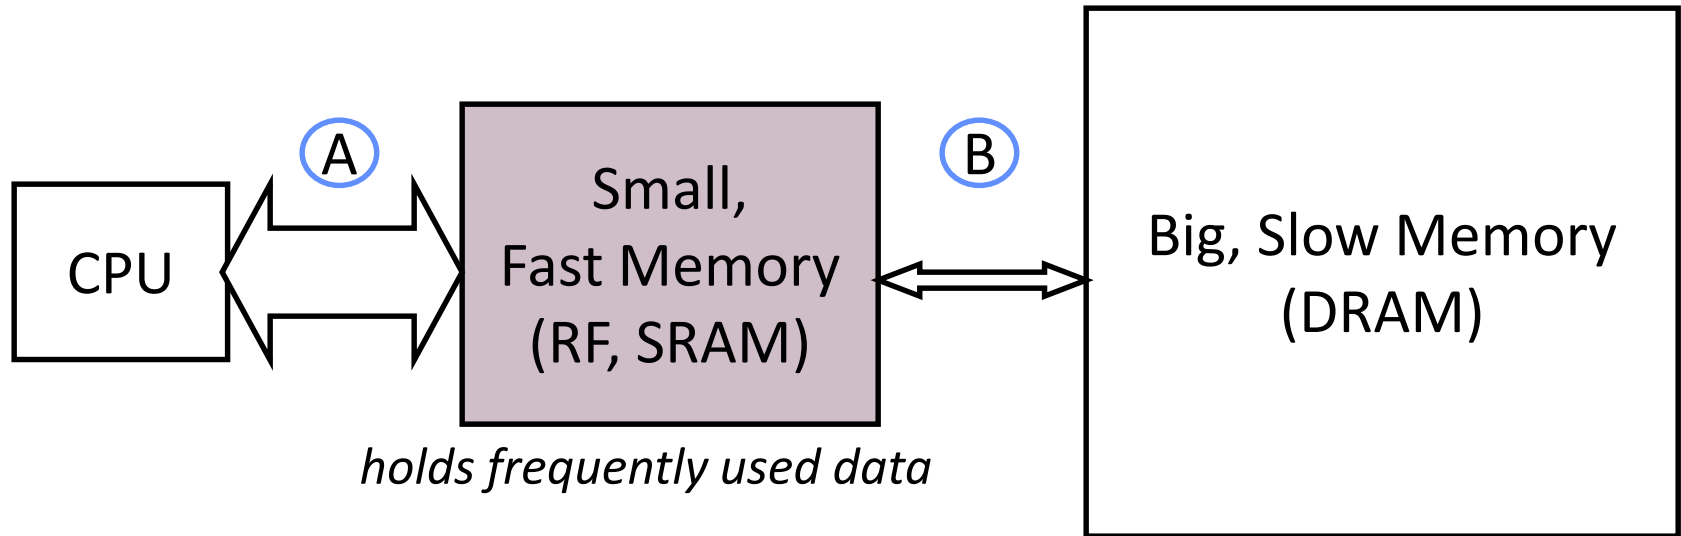 A
B
CPU
Small,
Fast Memory
(RF, SRAM)
Big, Slow Memory
(DRAM)
holds frequently used data